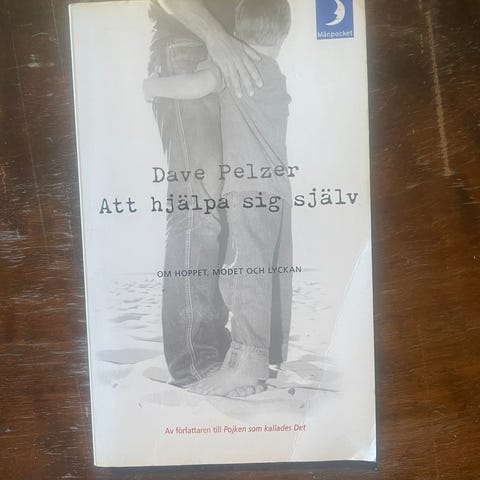 Månpocket
Dave Pelzer
Att hjälpa sig själv
OM HOPPET, MODET OCH LYCKAN
Av författaren till Pojken som kallades Det